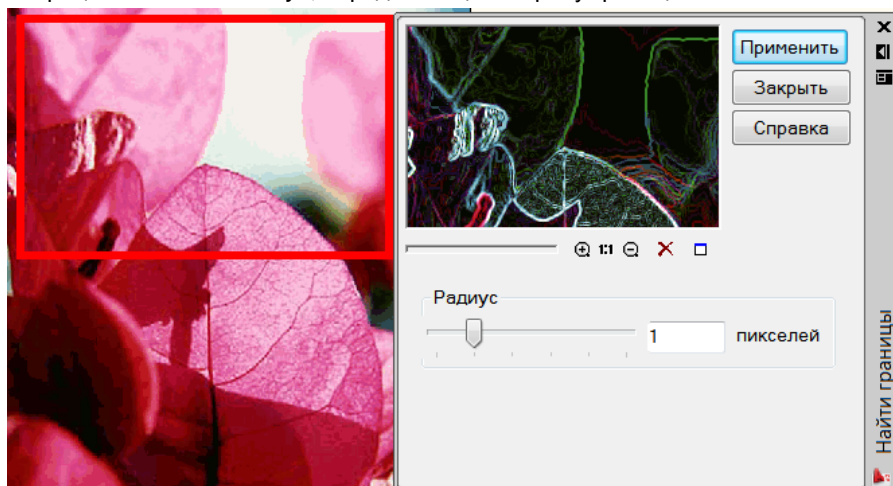 Применить
Закрыть
Справка
1:1
Радиус
1 пикселей
Найти границы